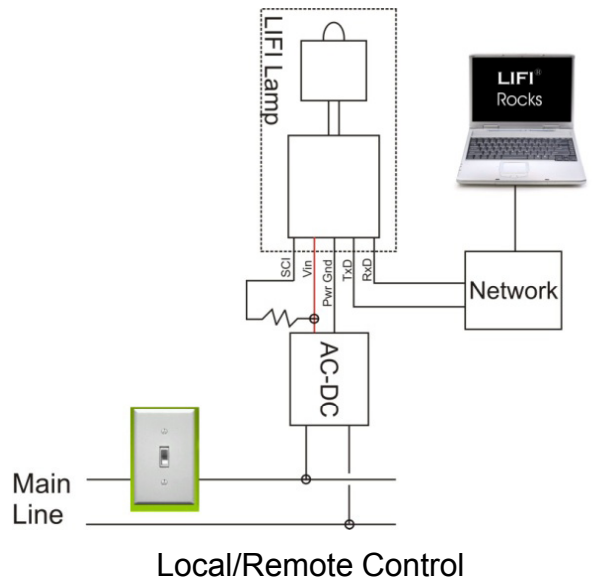 LIFI Lamp
LIFI®
Rocks
SCI
Vin
Pwr Gnd
TxD
RxD
Network
AC-DC
Main
Line
Local/Remote Control